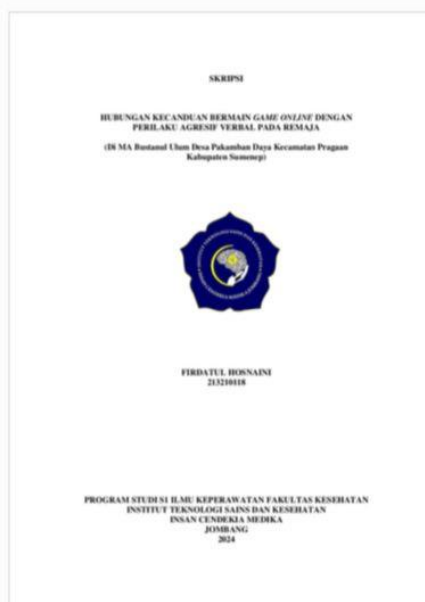 SKRIPSI
HUBUNGAN KECANDUAN BERMAIN GAME ONLINE DENGAN
PERILAKU AGRESIF VERBAL PADA REMAJA
(Di MA Bustanul Ulum Desa Pakamban Daya Kecamatan Pragaan
Kabupaten Sumenep)
FIRDATUL HOSNAINI
213210118
PROGRAM STUDI S1 ILMU KEPERAWATAN FAKULTAS KESEHATAN
INSTITUT TEKNOLOGI SAINS DAN KESEHATAN
INSAN CENDEKIA MEDIKA
JOMBANG
2024